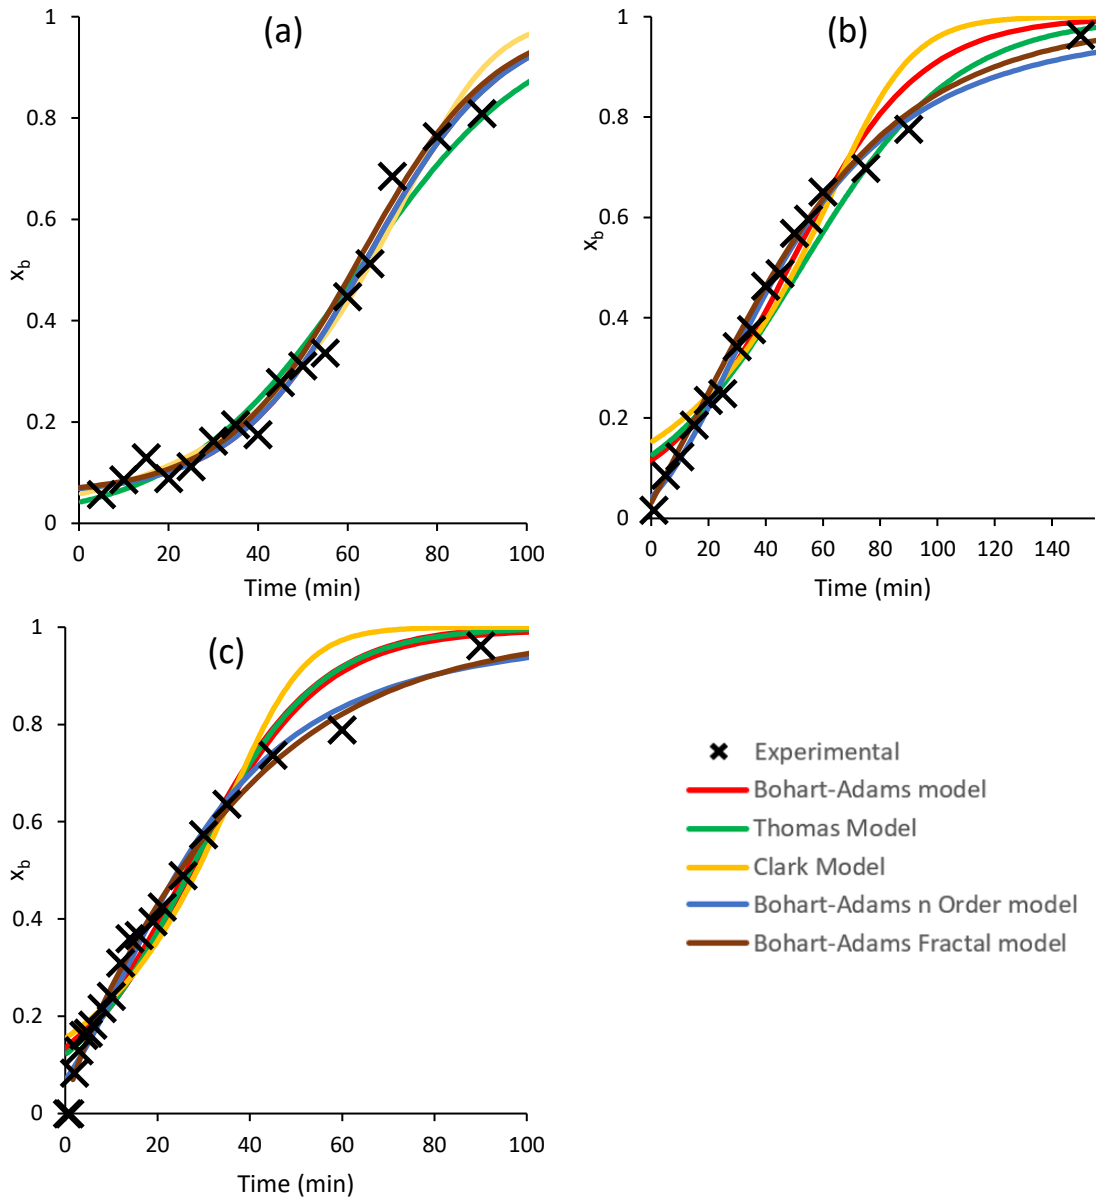 (a)
1
0.8
0.6
0.4
0.2
0
x_b
0 20 40 60 80 100
Time (min)
(b)
1
0.8
0.6
0.4
0.2
0
x_b
0 20 40 60 80 100 120 140
Time (min)
(c)
1
0.8
0.6
0.4
0.2
0
x_b
0 20 40 60 80 100
Time (min)
Experimental
Bohart-Adams model
Thomas Model
Clark Model
Bohart-Adams n Order model
Bohart-Adams Fractal model